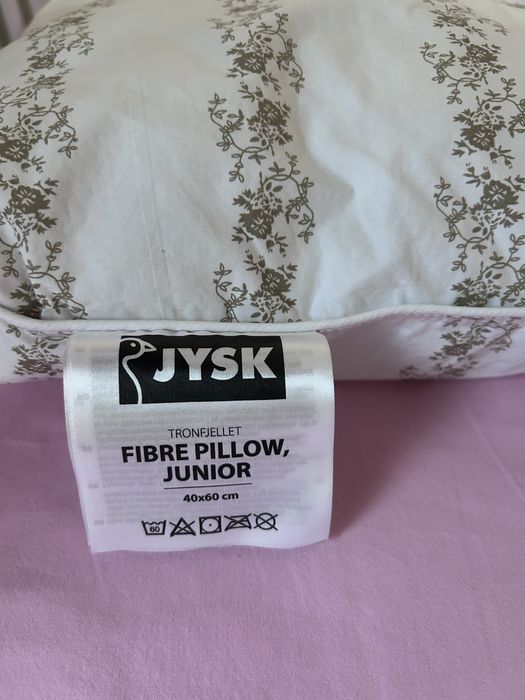 JYSK
TRONFJELLET
FIBRE PILLOW,
JUNIOR
40x60 cm
60